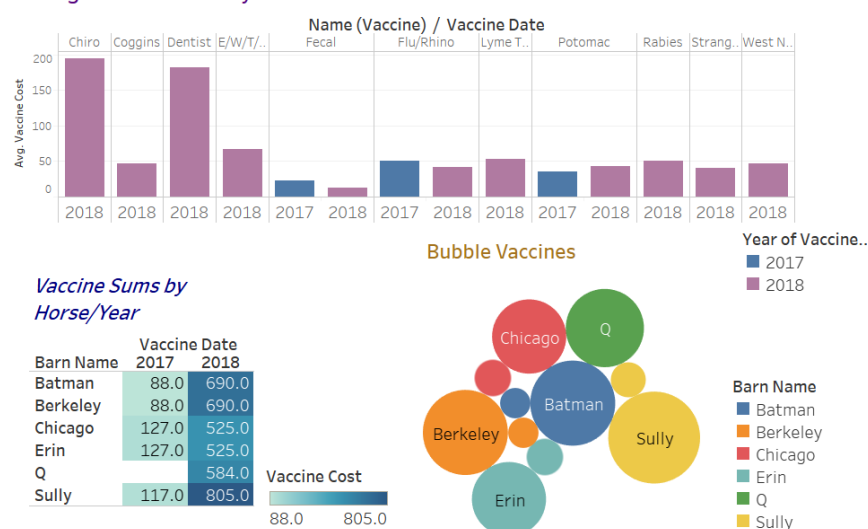 Name (Vaccine) / Vaccine Date
Chiro Coggins Dentist E/W/T/.. Fecal Flu/Rhino Lyme T.. Potomac Rabies Strang.. West N..
Avg. Vaccine Cost
200
150
100
50
0
2018 2018 2018 2018 2017 2018 2017 2018 2018 2017 2018 2018 2018 2018
Year of Vaccine..
2017
2018
Bubble Vaccines
Chicago
Q
Batman
Berkeley
Sully
Erin
Vaccine Sums by
Horse/Year
Vaccine Date
Barn Name 2017 2018
Batman 88.0 690.0
Berkeley 88.0 690.0
Chicago 127.0 525.0
Erin 127.0 525.0
Q 584.0
Sully 117.0 805.0
Vaccine Cost
88.0 805.0
Barn Name
Batman
Berkeley
Chicago
Erin
Q
Sully